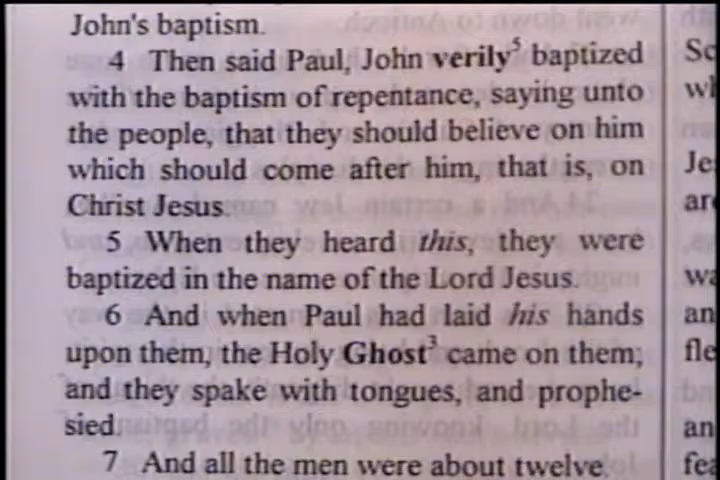 John's baptism.
4 Then said Paul, John verily⁵ baptized
with the baptism of repentance, saying unto
the people, that they should believe on him
which should come after him, that is, on
Christ Jesus.
5 When they heard this, they were
baptized in the name of the Lord Jesus.
6 And when Paul had laid his hands
upon them, the Holy Ghost³ came on them;
and they spake with tongues, and prophe-
sied.
7 And all the men were about twelve.